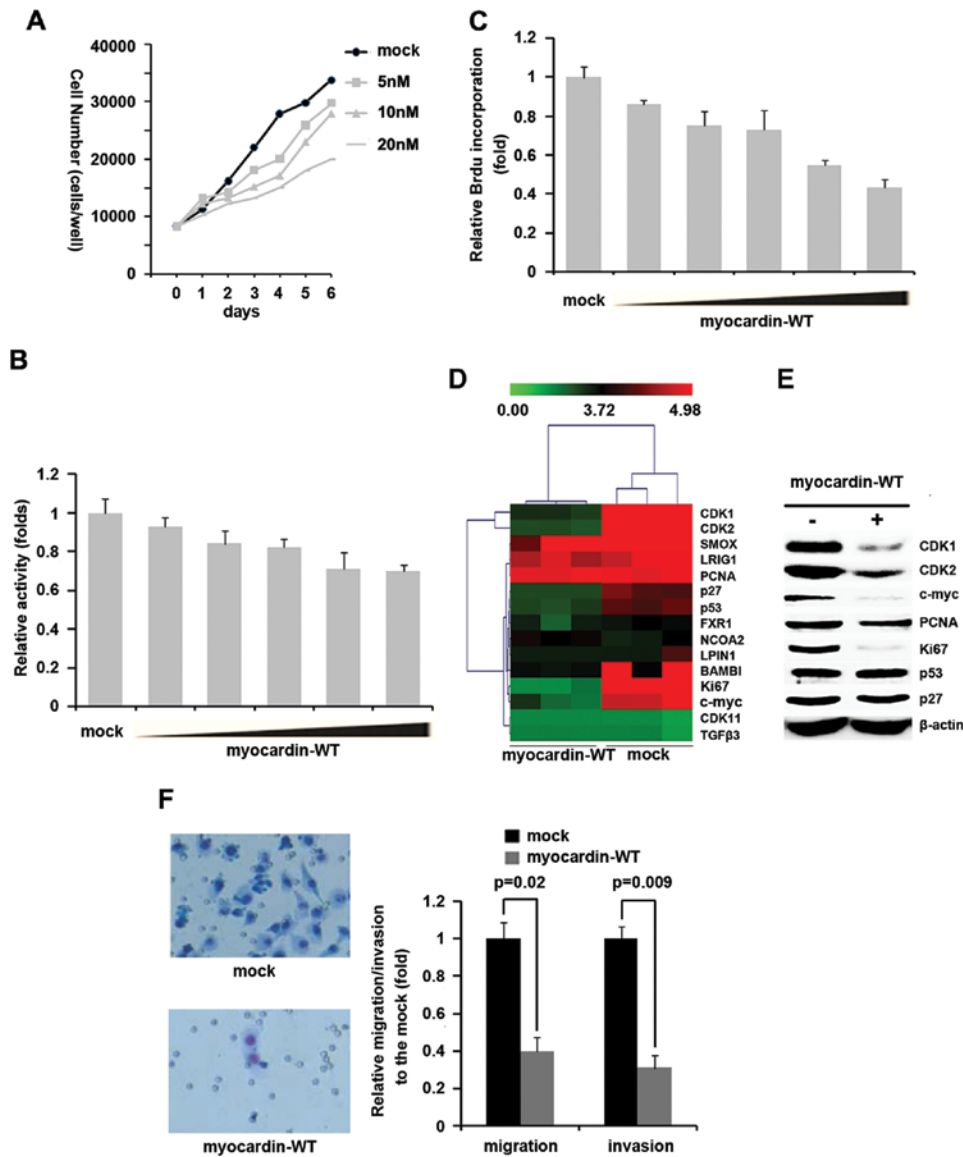 A
Cell Number (cells/well)
40000
30000
20000
10000
0
0 1 2 3 4 5 6
days
mock
5nM
10nM
20nM
C
Relative Brdu incorporation
(fold)
1.2
1
0.8
0.6
0.4
0.2
0
mock
myocardin-WT
B
Relative activity (folds)
1.2
1
0.8
0.6
0.4
0.2
0
mock
myocardin-WT
D
0.00 3.72 4.98
CDK1
CDK2
SMOX
LRIG1
PCNA
p27
p53
FXR1
NCOA2
LPIN1
BAMBI
Ki67
c-myc
CDK11
TGFβ3
myocardin-WT mock
E
myocardin-WT
- +
CDK1
CDK2
c-myc
PCNA
Ki67
p53
p27
β-actin
F
mock
myocardin-WT
mock
myocardin-WT
p=0.02 p=0.009
Relative migration/invasion
to the mock (fold)
1.2
1
0.8
0.6
0.4
0.2
0
migration invasion